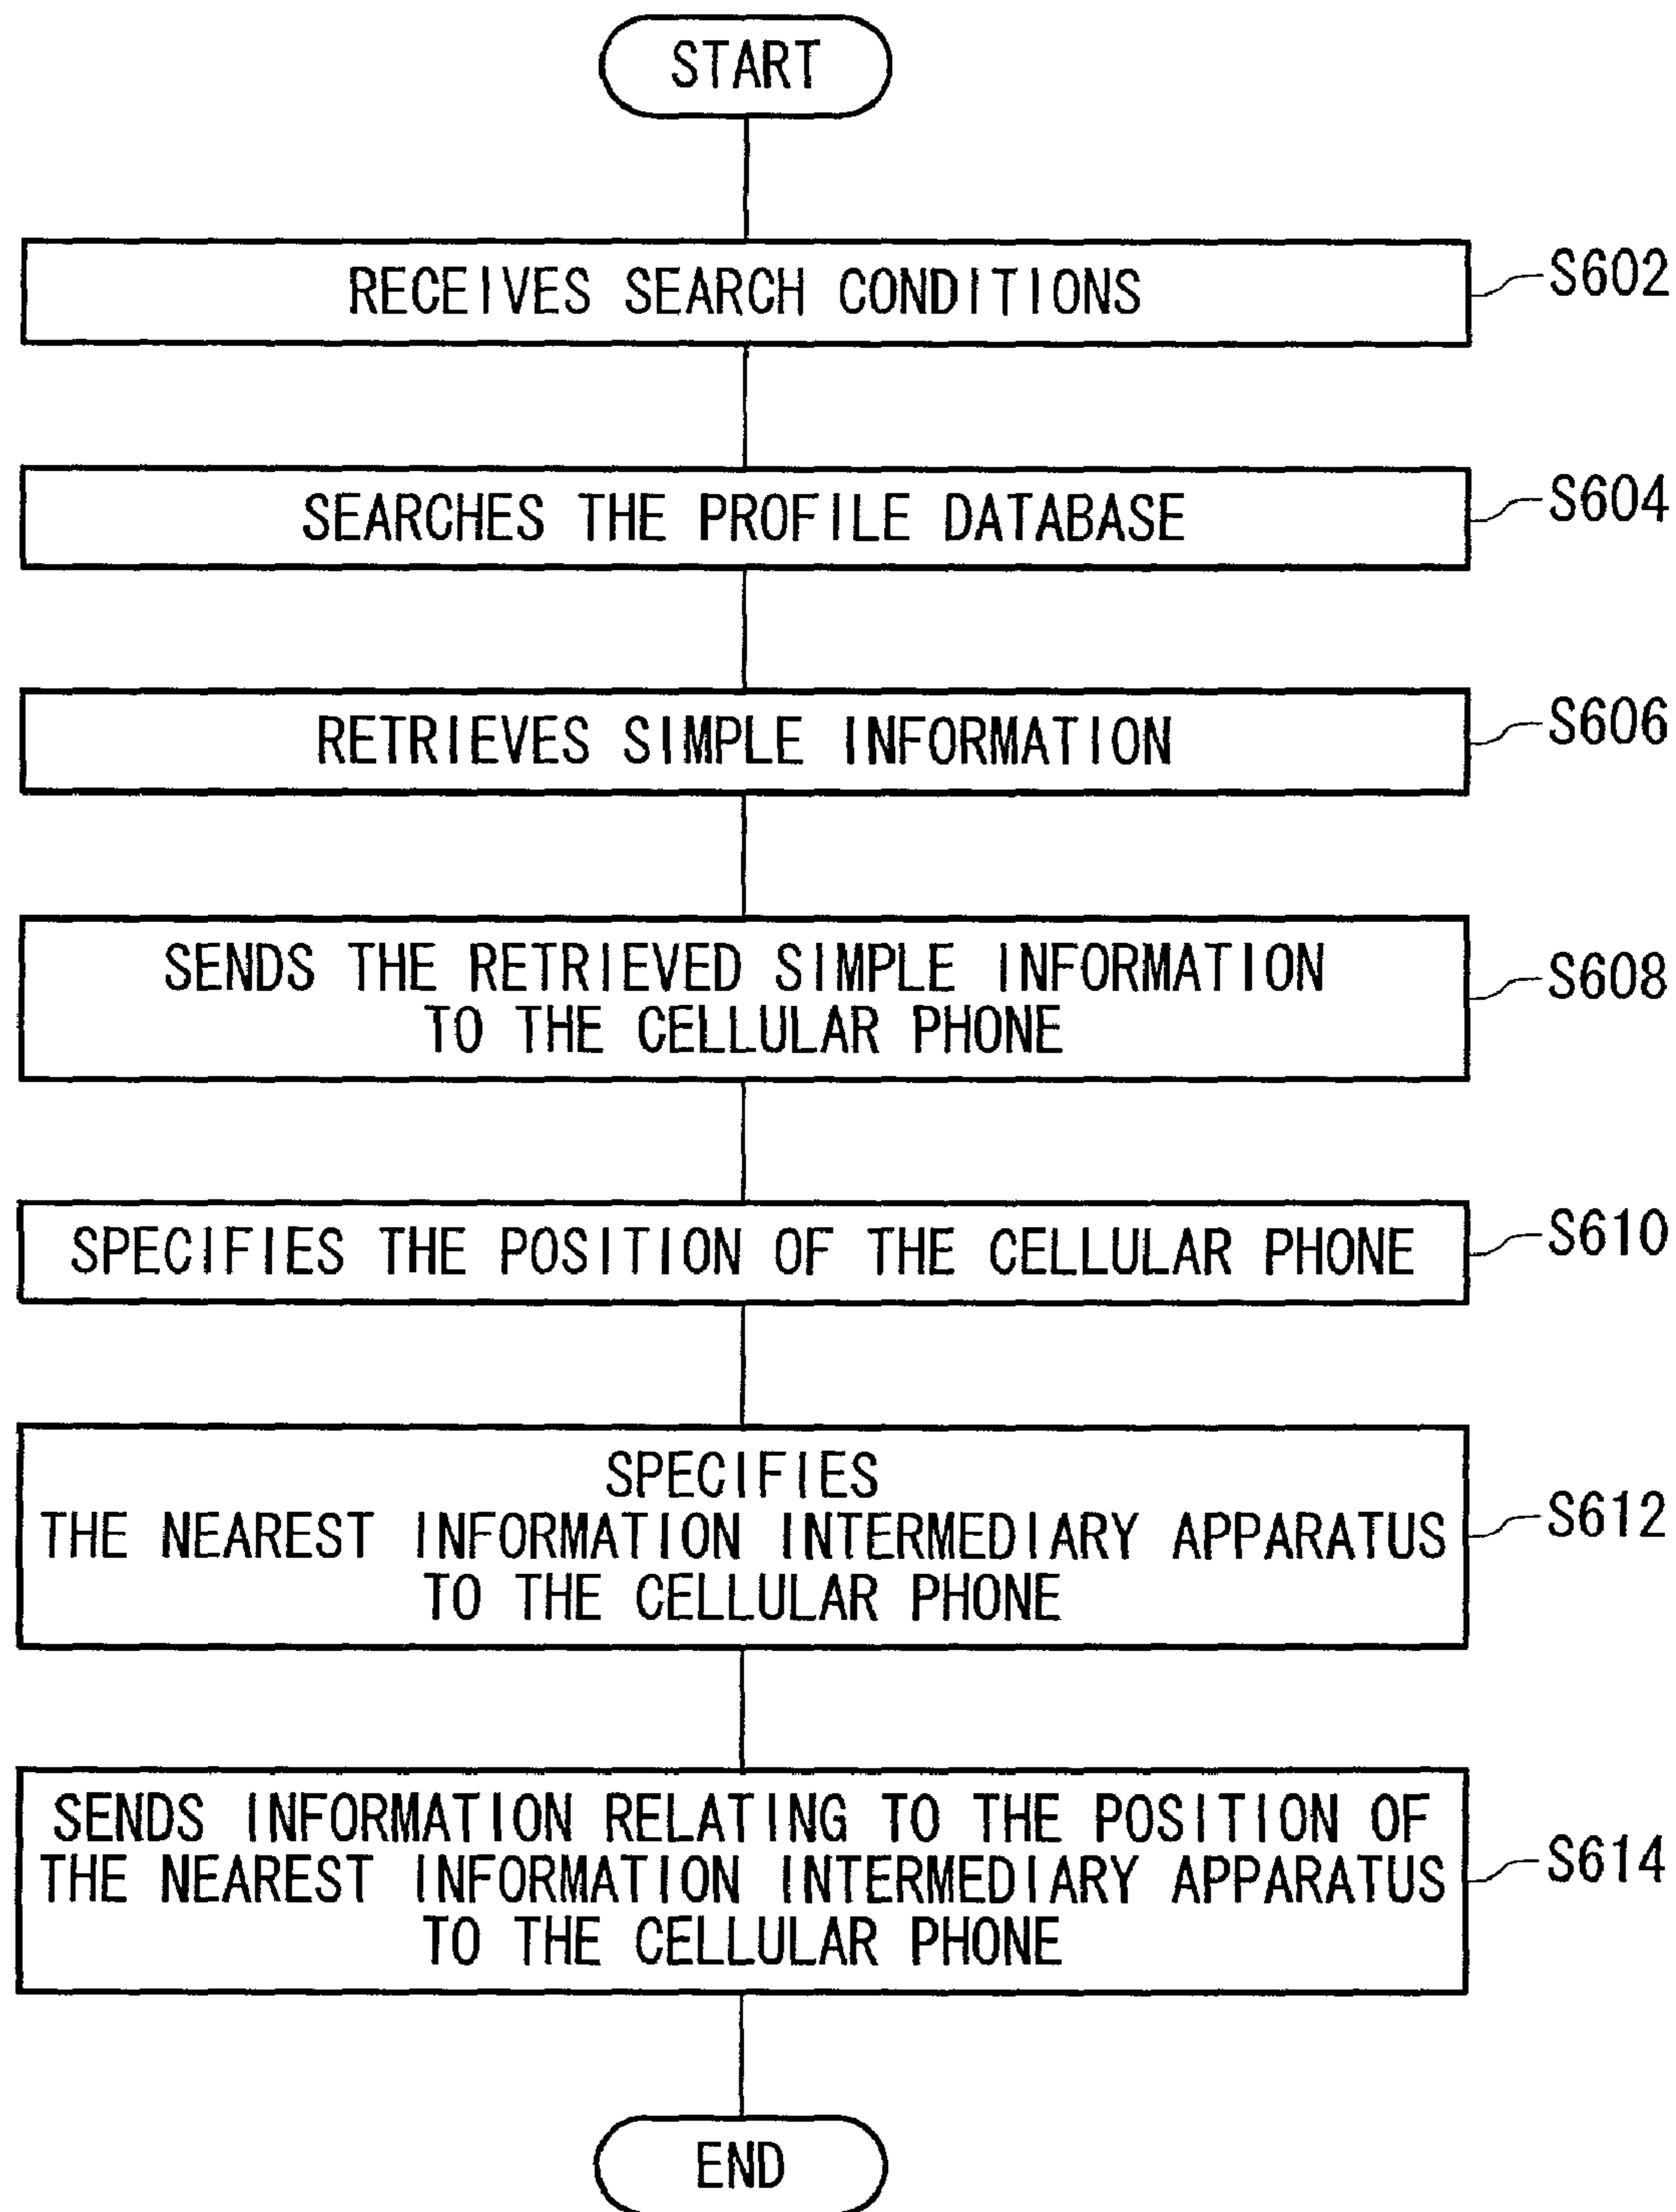 START
RECEIVES SEARCH CONDITIONS
S602
SEARCHES THE PROFILE DATABASE
S604
RETRIEVES SIMPLE INFORMATION
S606
SENDS THE RETRIEVED SIMPLE INFORMATION
TO THE CELLULAR PHONE
S608
SPECIFIES THE POSITION OF THE CELLULAR PHONE
S610
SPECIFIES
THE NEAREST INFORMATION INTERMEDIARY APPARATUS
TO THE CELLULAR PHONE
S612
SENDS INFORMATION RELATING TO THE POSITION OF
THE NEAREST INFORMATION INTERMEDIARY APPARATUS
TO THE CELLULAR PHONE
S614
END